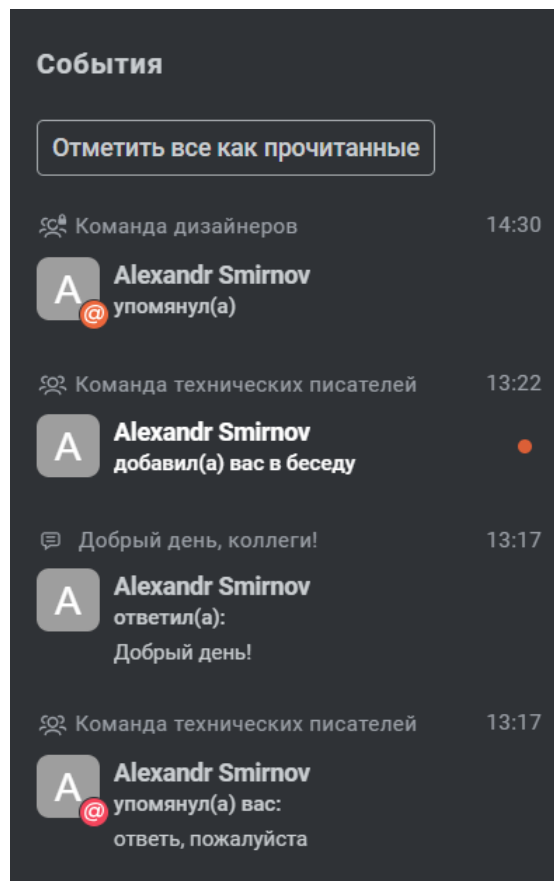 События
Отметить все как прочитанные
Команда дизайнеров 14:30
A
Alexandr Smirnov
@
упомянул(а)
Команда технических писателей 13:22
A
Alexandr Smirnov
добавил(а) вас в беседу
Добрый день, коллеги! 13:17
A
Alexandr Smirnov
ответил(а):
Добрый день!
Команда технических писателей 13:17
A
Alexandr Smirnov
@
упомянул(а) вас:
ответь, пожалуйста